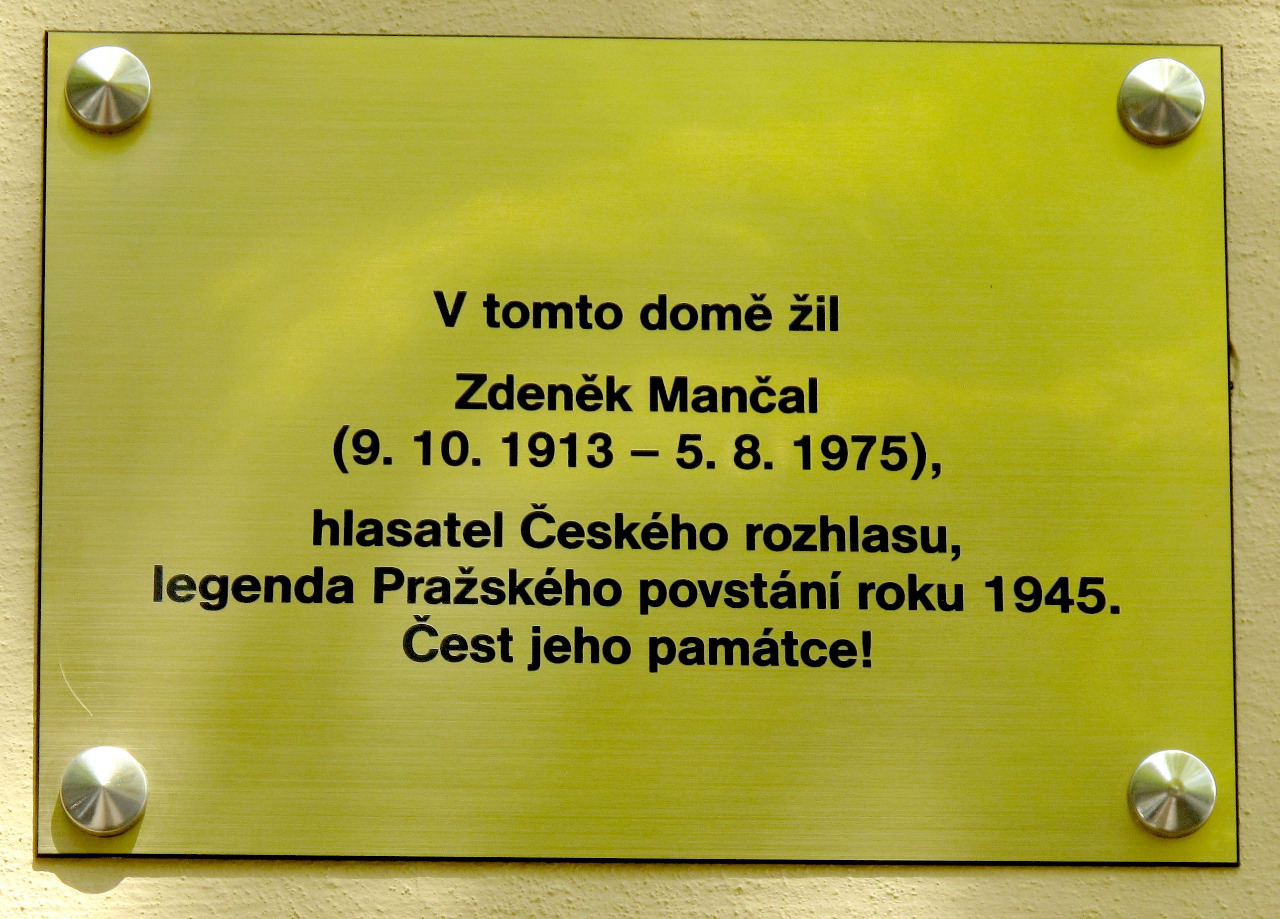 V tomto domě žil
Zdeněk Mančal
(9. 10. 1913 – 5. 8. 1975),
hlasatel Českého rozhlasu,
legenda Pražského povstání roku 1945.
Čest jeho památce!